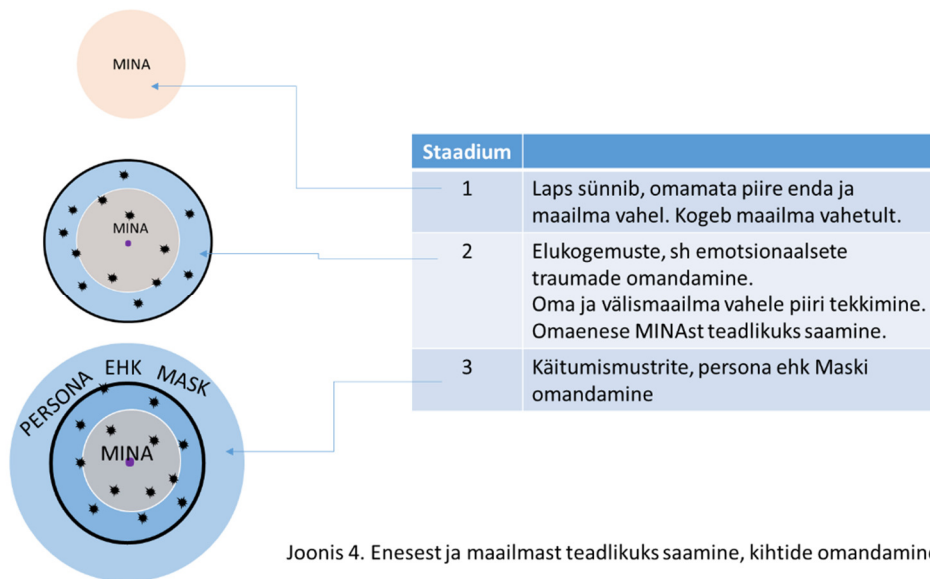 MINA
MINA
PERSONA EHK MASK
MINA
Staadium
1
Laps sünnib, omamata piire enda ja
maailma vahel. Kogeb maailma vahetult.
2
Elukogemuste, sh emotsionaalsete
traumade omandamine.
Oma ja välismaailma vahele piiri tekkimine.
Omaenese MINAst teadlikuks saamine.
3
Käitumismustrite, persona ehk Maski
omandamine
Joonis 4. Enesest ja maailmast teadlikuks saamine, kihtide omandamine